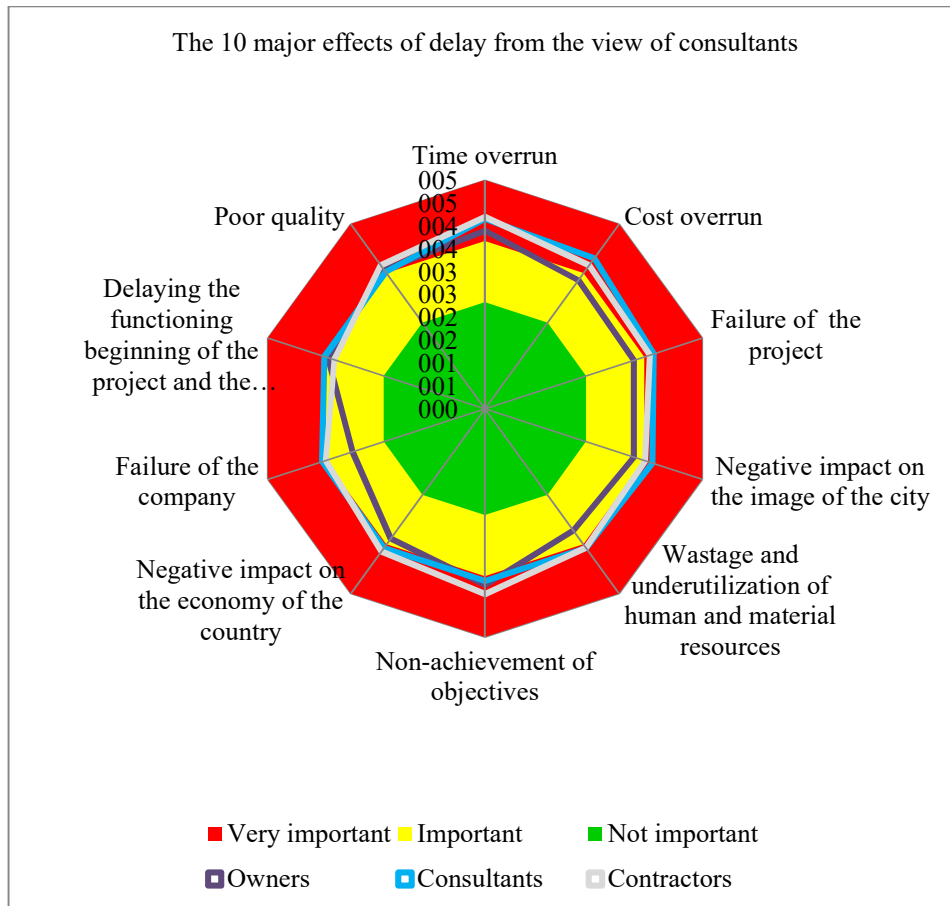 The 10 major effects of delay from the view of consultants
Time overrun
005
005
004
004
003
003
002
002
001
001
000
Cost overrun
Failure of  the
project
Negative impact on
the image of the city
Wastage and
underutilization of
human and material
resources
Non-achievement of
objectives
Negative impact on
the economy of the
country
Failure of the
company
Delaying the
functioning
beginning of the
project and the…
Poor quality
Very important
Important
Not important
Owners
Consultants
Contractors